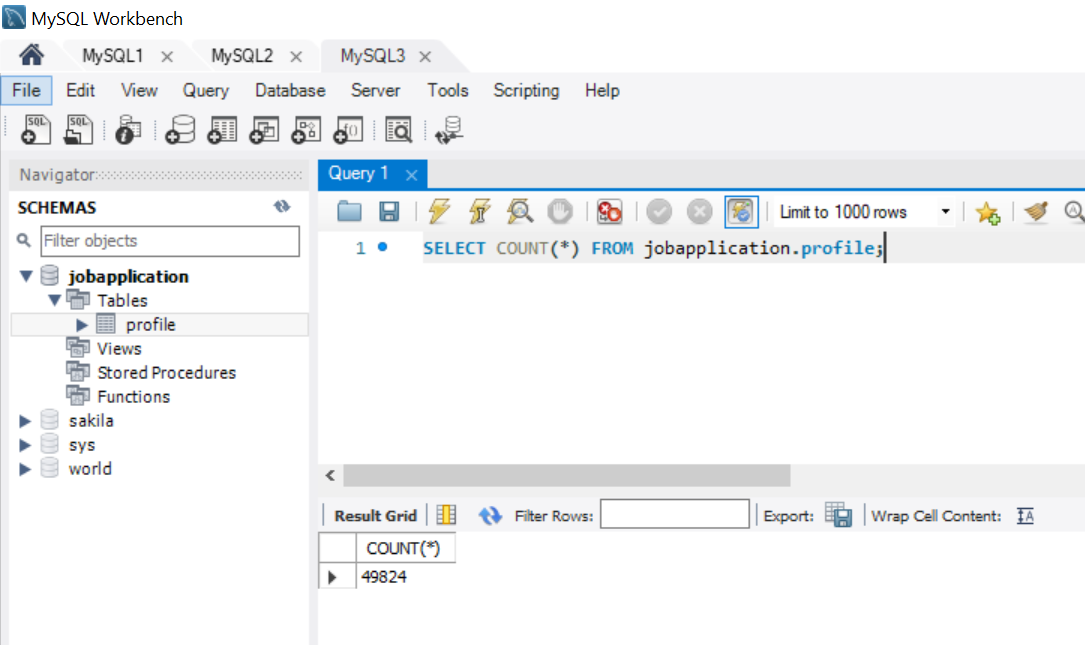 MySQL Workbench
MySQL1 MySQL2 MySQL3
File Edit View Query Database Server Tools Scripting Help
Navigator
SCHEMAS
Filter objects
jobapplication
Tables
profile
Views
Stored Procedures
Functions
sakila
sys
world
Query 1
Limit to 1000 rows
1 SELECT COUNT(*) FROM jobapplication.profile;
Result Grid Filter Rows: Export: Wrap Cell Content:
COUNT(*)
49824